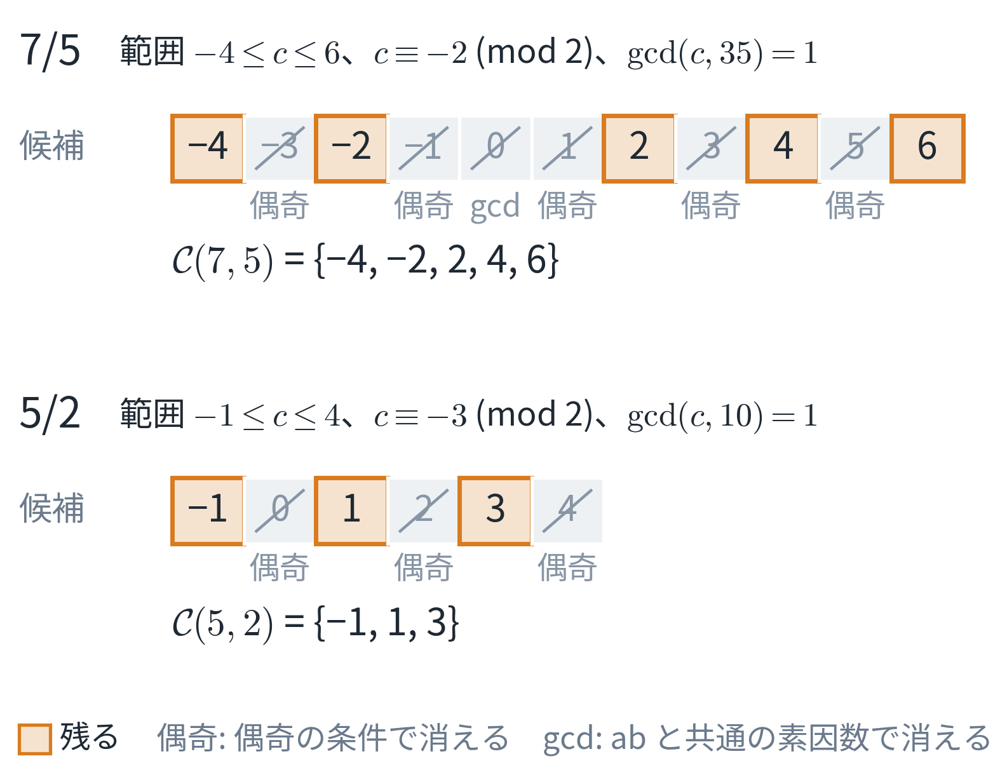 7/5 範囲 −4 ≤ c ≤ 6、c ≡ −2 (mod 2)、gcd(c, 35) = 1
候補 −4 −3 −2 −1 0 1 2 3 4 5 6
偶奇 偶奇 gcd 偶奇 偶奇 偶奇
𝒞(7, 5) = {−4, −2, 2, 4, 6}
5/2 範囲 −1 ≤ c ≤ 4、c ≡ −3 (mod 2)、gcd(c, 10) = 1
候補 −1 0 1 2 3 4
偶奇 偶奇 偶奇
𝒞(5, 2) = {−1, 1, 3}
残る 偶奇: 偶奇の条件で消える gcd: ab と共通の素因数で消える